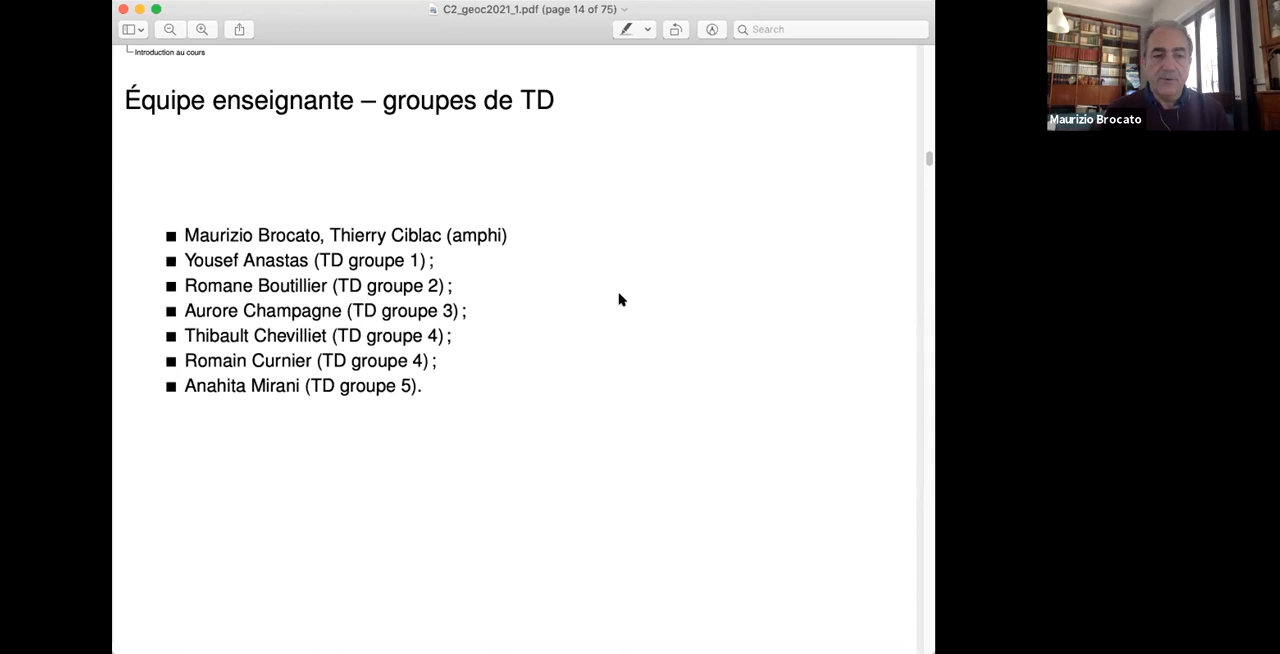 C2_geoc2021_1.pdf (page 14 of 75)
Search
Introduction au cours
Équipe enseignante – groupes de TD
Maurizio Brocato, Thierry Ciblac (amphi)
Yousef Anastas (TD groupe 1) ;
Romane Boutillier (TD groupe 2) ;
Aurore Champagne (TD groupe 3) ;
Thibault Chevilliet (TD groupe 4) ;
Romain Curnier (TD groupe 4) ;
Anahita Mirani (TD groupe 5).
Maurizio Brocato